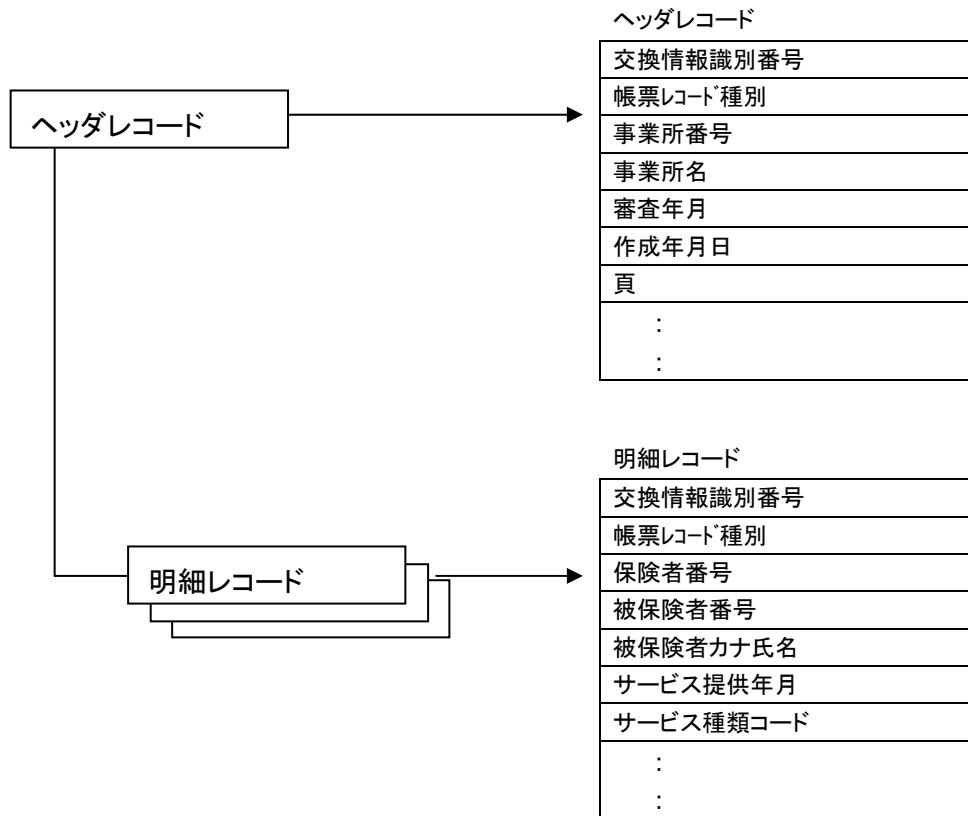 ヘッダレコード
ヘッダレコード
交換情報識別番号
帳票ﾚｺｰﾄﾞ種別
事業所番号
事業所名
審査年月
作成年月日
頁
:
:
明細レコード
明細レコード
交換情報識別番号
帳票ﾚｺｰﾄﾞ種別
保険者番号
被保険者番号
被保険者カナ氏名
サービス提供年月
サービス種類コード
:
: